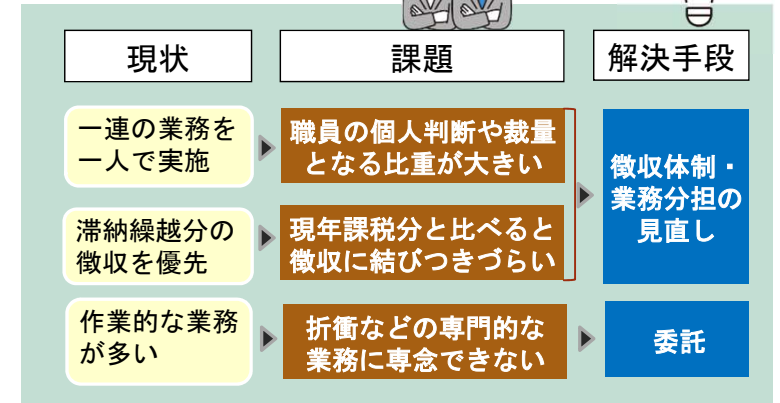 現状
課題
解決手段
一連の業務を
一人で実施
職員の個人判断や裁量
となる比重が大きい
滞納繰越分の
徴収を優先
現年課税分と比べると
徴収に結びつきづらい
徴収体制・
業務分担の
見直し
作業的な業務
が多い
折衝などの専門的な
業務に専念できない
委託